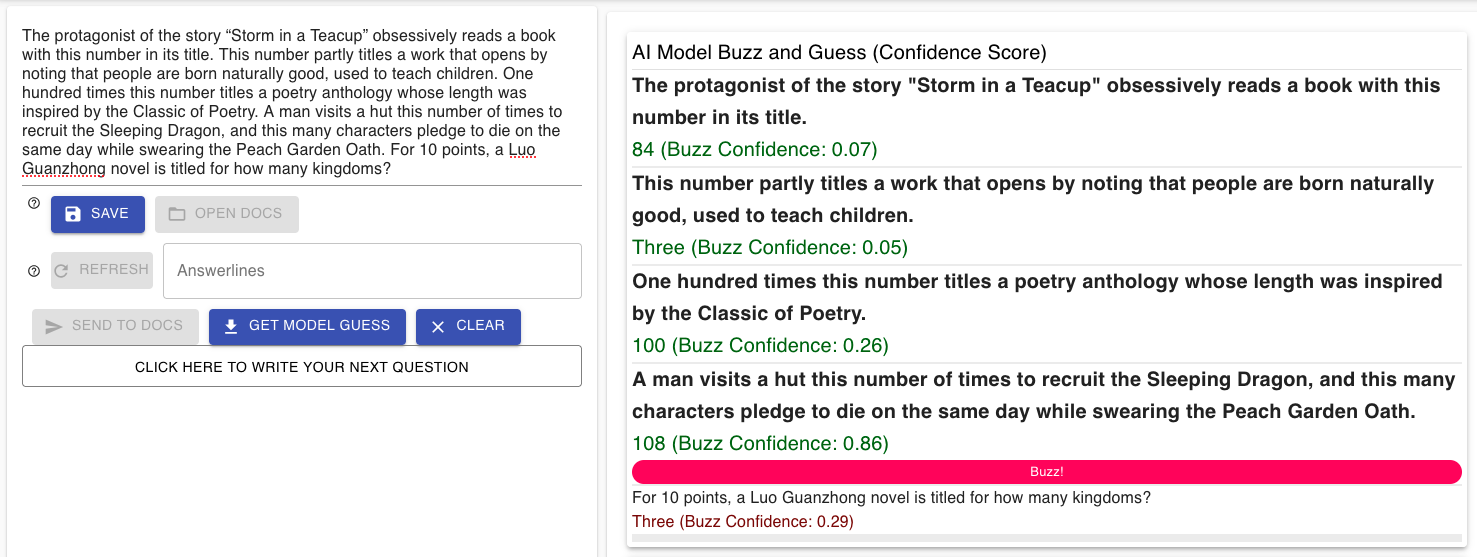 The protagonist of the story “Storm in a Teacup” obsessively reads a book
with this number in its title. This number partly titles a work that opens by
noting that people are born naturally good, used to teach children. One
hundred times this number titles a poetry anthology whose length was
inspired by the Classic of Poetry. A man visits a hut this number of times to
recruit the Sleeping Dragon, and this many characters pledge to die on the
same day while swearing the Peach Garden Oath. For 10 points, a Luo
Guanzhong novel is titled for how many kingdoms?
SAVE
OPEN DOCS
REFRESH
Answerlines
SEND TO DOCS
GET MODEL GUESS
CLEAR
CLICK HERE TO WRITE YOUR NEXT QUESTION
AI Model Buzz and Guess (Confidence Score)
The protagonist of the story "Storm in a Teacup" obsessively reads a book with this
number in its title.
84 (Buzz Confidence: 0.07)
This number partly titles a work that opens by noting that people are born naturally
good, used to teach children.
Three (Buzz Confidence: 0.05)
One hundred times this number titles a poetry anthology whose length was inspired
by the Classic of Poetry.
100 (Buzz Confidence: 0.26)
A man visits a hut this number of times to recruit the Sleeping Dragon, and this many
characters pledge to die on the same day while swearing the Peach Garden Oath.
108 (Buzz Confidence: 0.86)
Buzz!
For 10 points, a Luo Guanzhong novel is titled for how many kingdoms?
Three (Buzz Confidence: 0.29)